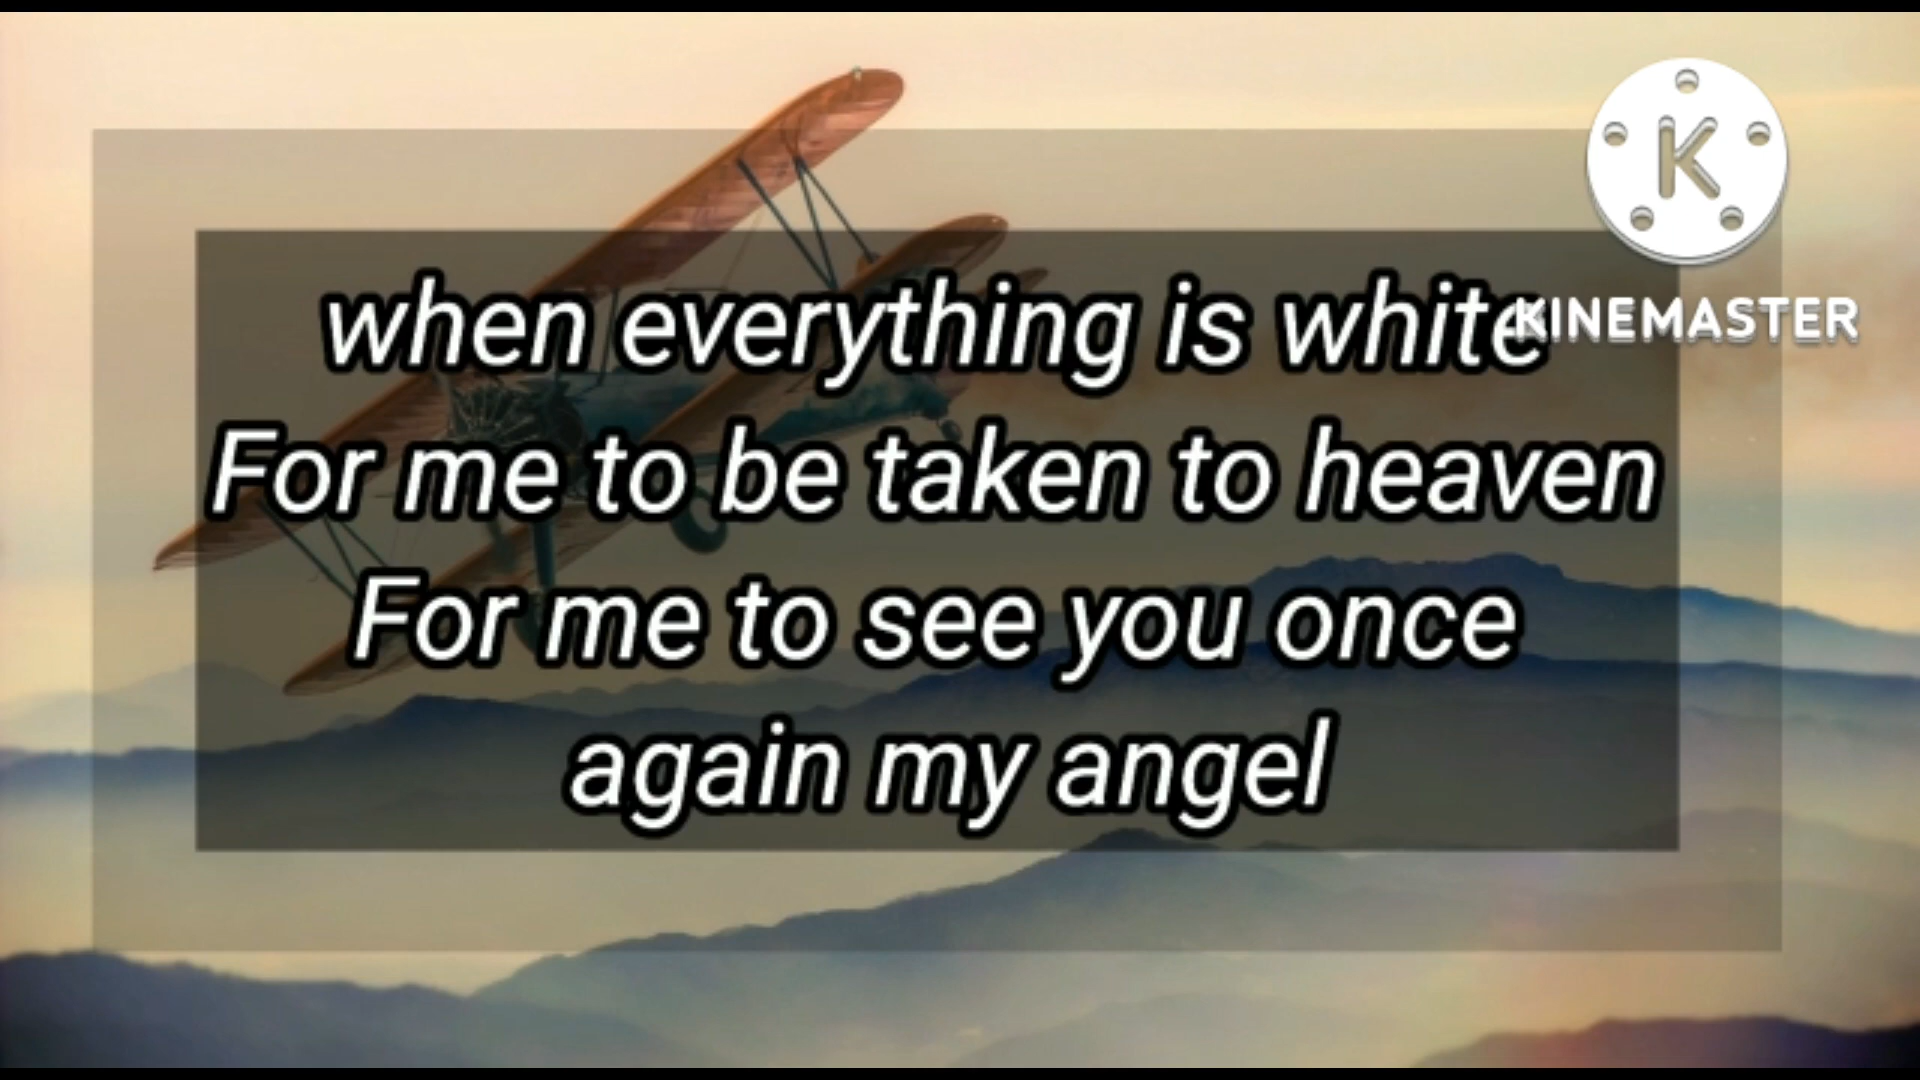 when everything is white
KINEMASTER
For me to be taken to heaven
For me to see you once
again my angel